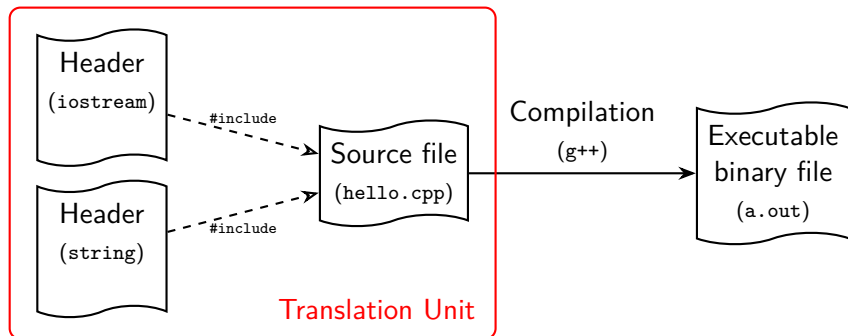 Header
(iostream)
#include
Header
(string)
#include
Source file
(hello.cpp)
Translation Unit
Compilation
(g++)
Executable
binary file
(a.out)